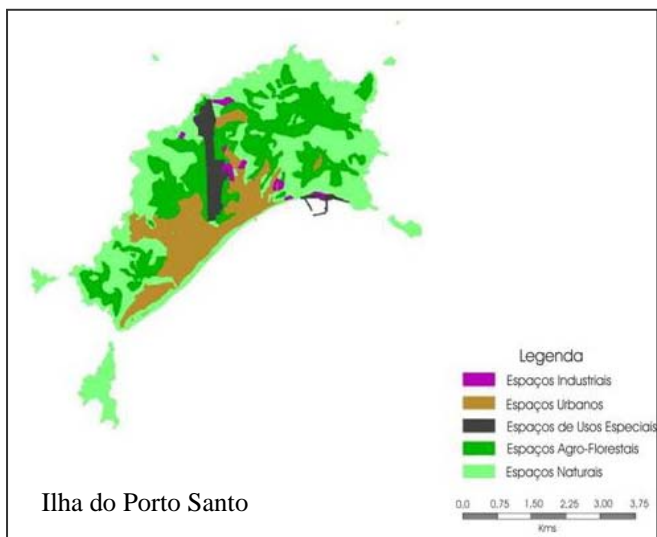 Legenda
Espaços Industriais
Espaços Urbanos
Espaços de Usos Especiais
Espaços Agro-Florestais
Espaços Naturais
Ilha do Porto Santo
0,0 0,75 1,50 2,25 3,00 3,75
Kms